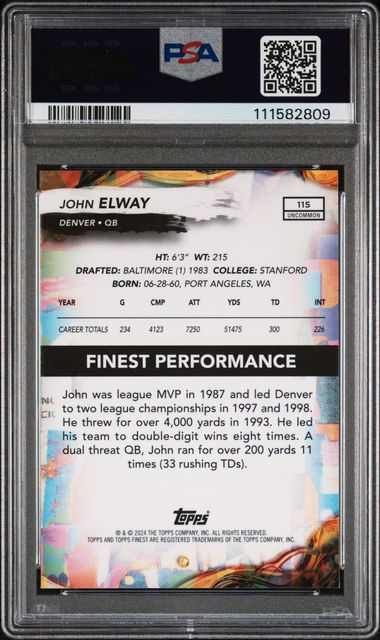 PSA
111582809
JOHN ELWAY
DENVER • QB
115
UNCOMMON
HT: 6'3" WT: 215
DRAFTED: BALTIMORE (1) 1983 COLLEGE: STANFORD
BORN: 06-28-60, PORT ANGELES, WA
YEAR G CMP ATT YDS TD INT
CAREER TOTALS 234 4123 7250 51475 300 226
FINEST PERFORMANCE
John was league MVP in 1987 and led Denver
to two league championships in 1997 and 1998.
He threw for over 4,000 yards in 1993. He led
his team to double-digit wins eight times. A
dual threat QB, John ran for over 200 yards 11
times (33 rushing TDs).
Topps
® & © 2024 THE TOPPS COMPANY, INC. ALL RIGHTS RESERVED.
TOPPS AND TOPPS FINEST ARE REGISTERED TRADEMARKS OF THE TOPPS COMPANY, INC.